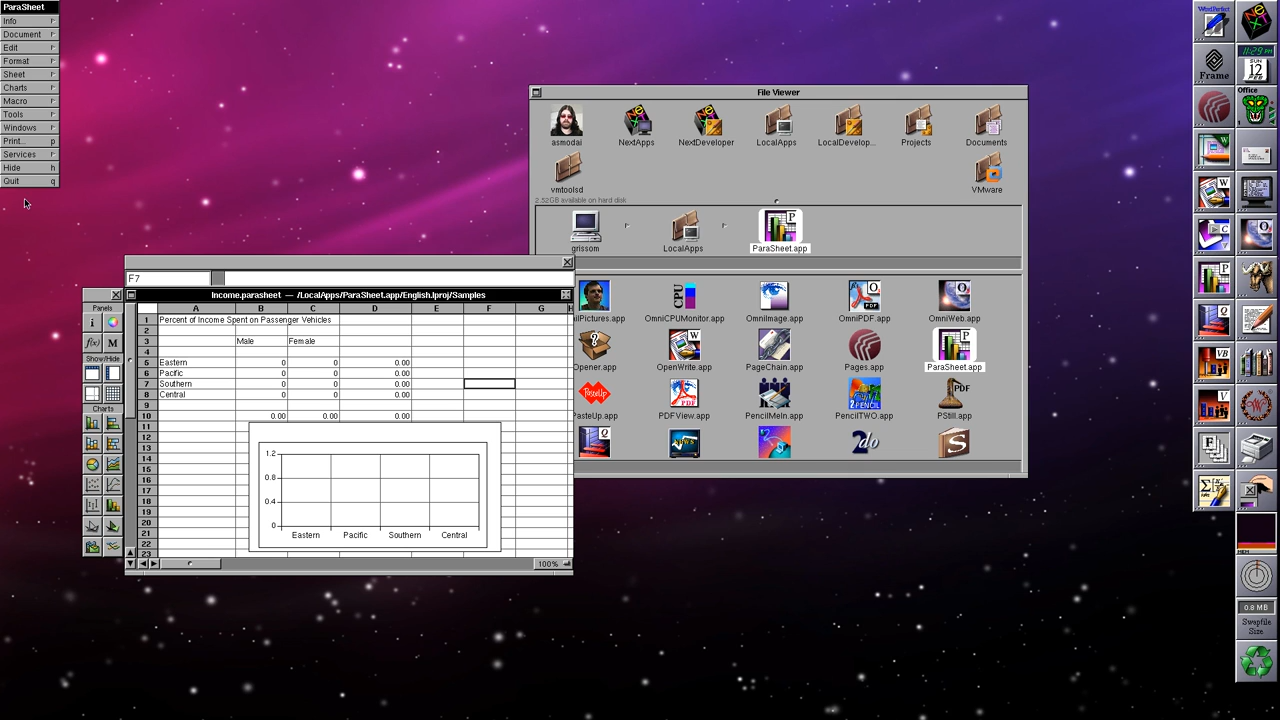 ParaSheet
Info
Document
Edit
Format
Sheet
Charts
Macro
Tools
Windows
Print... p
Services
Hide h
Quit q
File Viewer
asmodai NextApps NextDeveloper LocalApps LocalDevelop... Projects Documents
vmtoolsd VMware
2.52GB available on hard disk
grissom LocalApps ParaSheet.app
ilPictures.app OmniCPUMonitor.app OmniImage.app OmniPDF.app OmniWeb.app
Opener.app OpenWrite.app PageChain.app Pages.app ParaSheet.app
PasteUp.app PDFView.app PencilMeIn.app PencilTWO.app PStill.app
F7
Income.parasheet — /LocalApps/ParaSheet.app/English.lproj/Samples
A B C D E F G H
1 Percent of Income Spent on Passenger Vehicles
2
3 Male Female
4
5 Eastern 0 0 0.00
6 Pacific 0 0 0.00
7 Southern 0 0 0.00
8 Central 0 0 0.00
9
10 0.00 0.00 0.00
11
12
13
14
15
16
17
18
19
20
21
22
23
1.2
0.8
0.4
0
Eastern Pacific Southern Central
100%
Panels
i
f(x) M
Show/Hide
Charts
WordPerfect
Frame
11:29 PM
SUN
12
FEB
Office
0.8 MB
Swapfile
Size